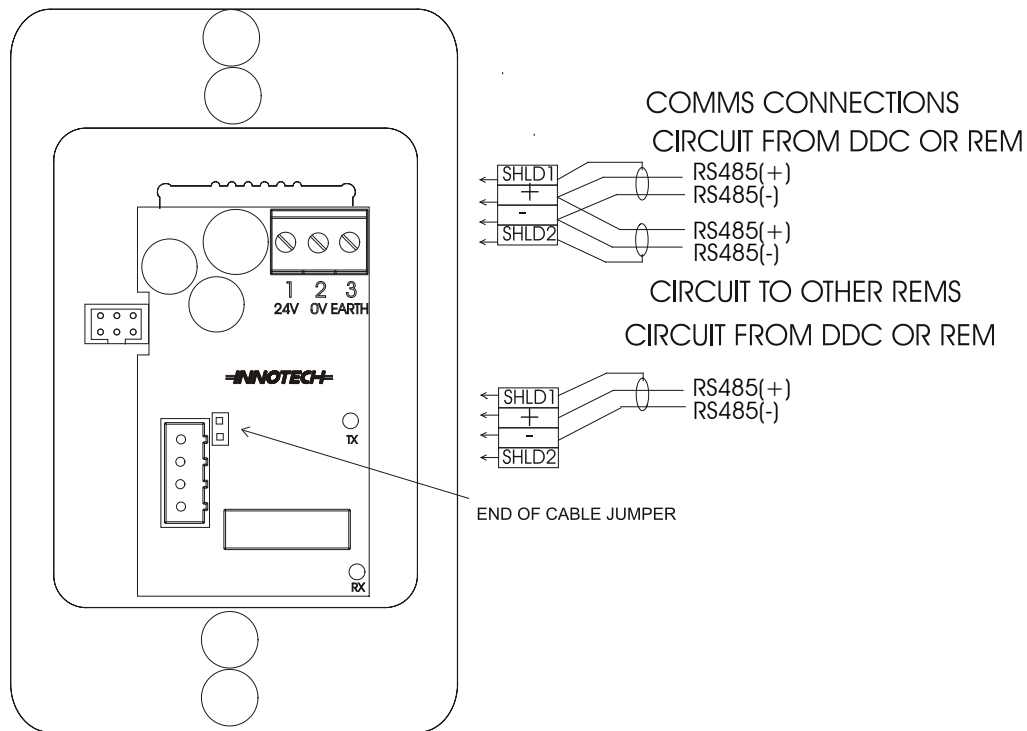 COMMS CONNECTIONS
CIRCUIT FROM DDC OR REM
SHLD1
+
-
SHLD2
RS485(+)
RS485(-)
RS485(+)
RS485(-)
CIRCUIT TO OTHER REMS
CIRCUIT FROM DDC OR REM
SHLD1
+
-
SHLD2
RS485(+)
RS485(-)
1 2 3
24V 0V EARTH
INNOTECH
TX
END OF CABLE JUMPER
RX